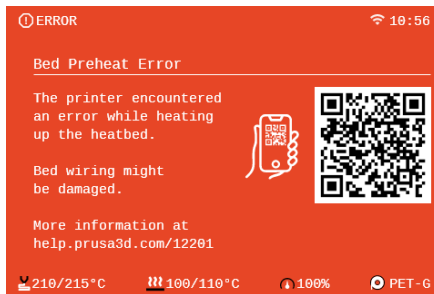 ERROR 10:56
Bed Preheat Error
The printer encountered
an error while heating
up the heatbed.
Bed wiring might
be damaged.
More information at
help.prusa3d.com/12201
210/215°C 100/110°C 100% PET-G